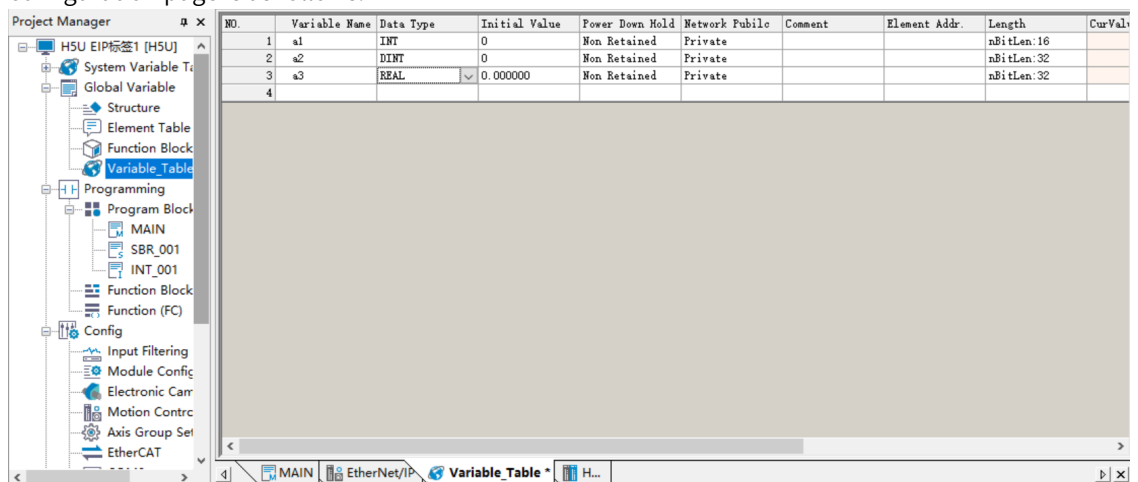 Project Manager
H5U EIP标签1 [H5U]
System Variable Ta
Global Variable
Structure
Element Table
Function Block
Variable_Table
Programming
Program Block
MAIN
SBR_001
INT_001
Function Block
Function (FC)
Config
Input Filtering
Module Config
Electronic Cam
Motion Contro
Axis Group Set
EtherCAT
NO. Variable Name Data Type Initial Value Power Down Hold Network Pubilc Comment Element Addr. Length CurValu
1 a1 INT 0 Non Retained Private nBitLen:16
2 a2 DINT 0 Non Retained Private nBitLen:32
3 a3 REAL 0.000000 Non Retained Private nBitLen:32
4
MAIN EtherNet/IP Variable_Table * H...